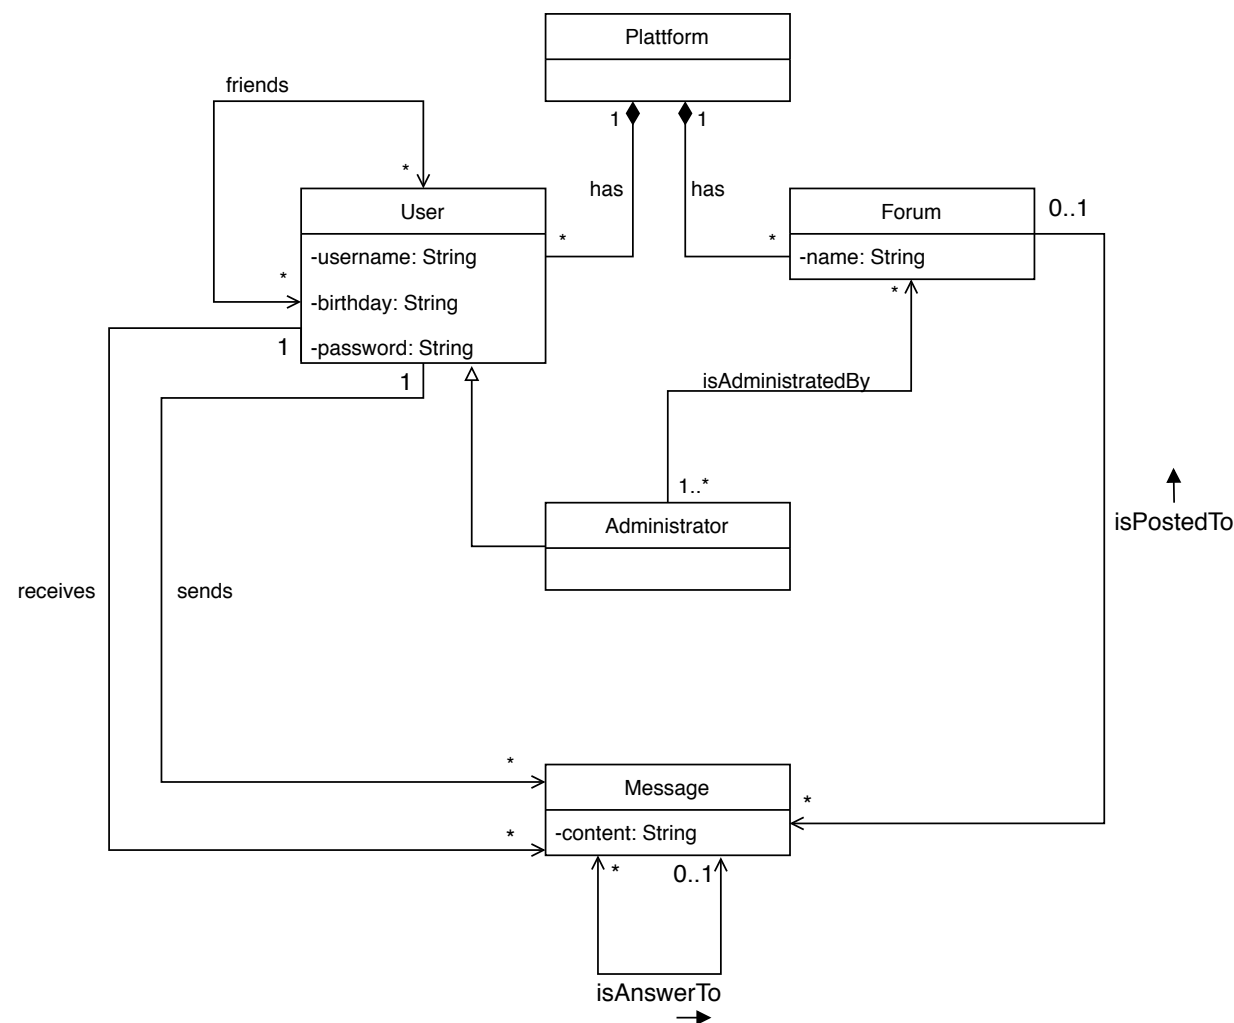 Plattform
friends
1
1
*
has
has
User
Forum
0..1
*
*
-username: String
-name: String
*
-birthday: String
*
1
-password: String
1
isAdministratedBy
1..*
Administrator
isPostedTo
receives
sends
*
Message
*
*
-content: String
*
0..1
isAnswerTo